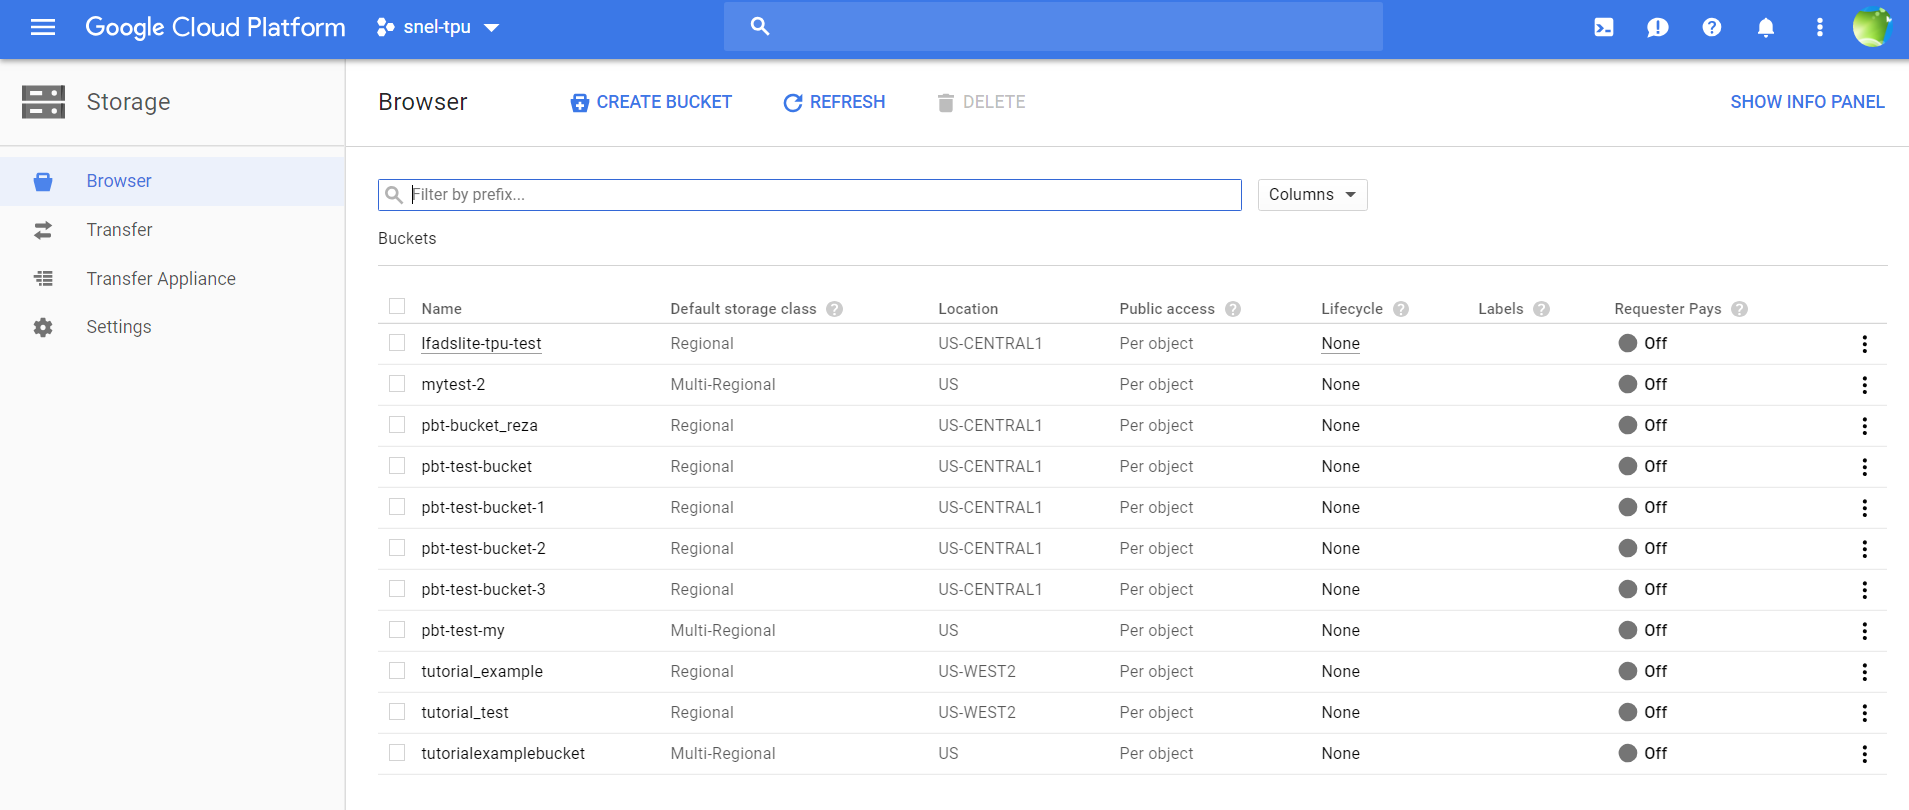 Google Cloud Platform snel-tpu
Storage
Browser CREATE BUCKET REFRESH DELETE SHOW INFO PANEL
Browser
Transfer
Transfer Appliance
Settings
Filter by prefix... Columns
Buckets
Name Default storage class Location Public access Lifecycle Labels Requester Pays
lfadslite-tpu-test Regional US-CENTRAL1 Per object None Off
mytest-2 Multi-Regional US Per object None Off
pbt-bucket_reza Regional US-CENTRAL1 Per object None Off
pbt-test-bucket Regional US-CENTRAL1 Per object None Off
pbt-test-bucket-1 Regional US-CENTRAL1 Per object None Off
pbt-test-bucket-2 Regional US-CENTRAL1 Per object None Off
pbt-test-bucket-3 Regional US-CENTRAL1 Per object None Off
pbt-test-my Multi-Regional US Per object None Off
tutorial_example Regional US-WEST2 Per object None Off
tutorial_test Regional US-WEST2 Per object None Off
tutorialexamplebucket Multi-Regional US Per object None Off